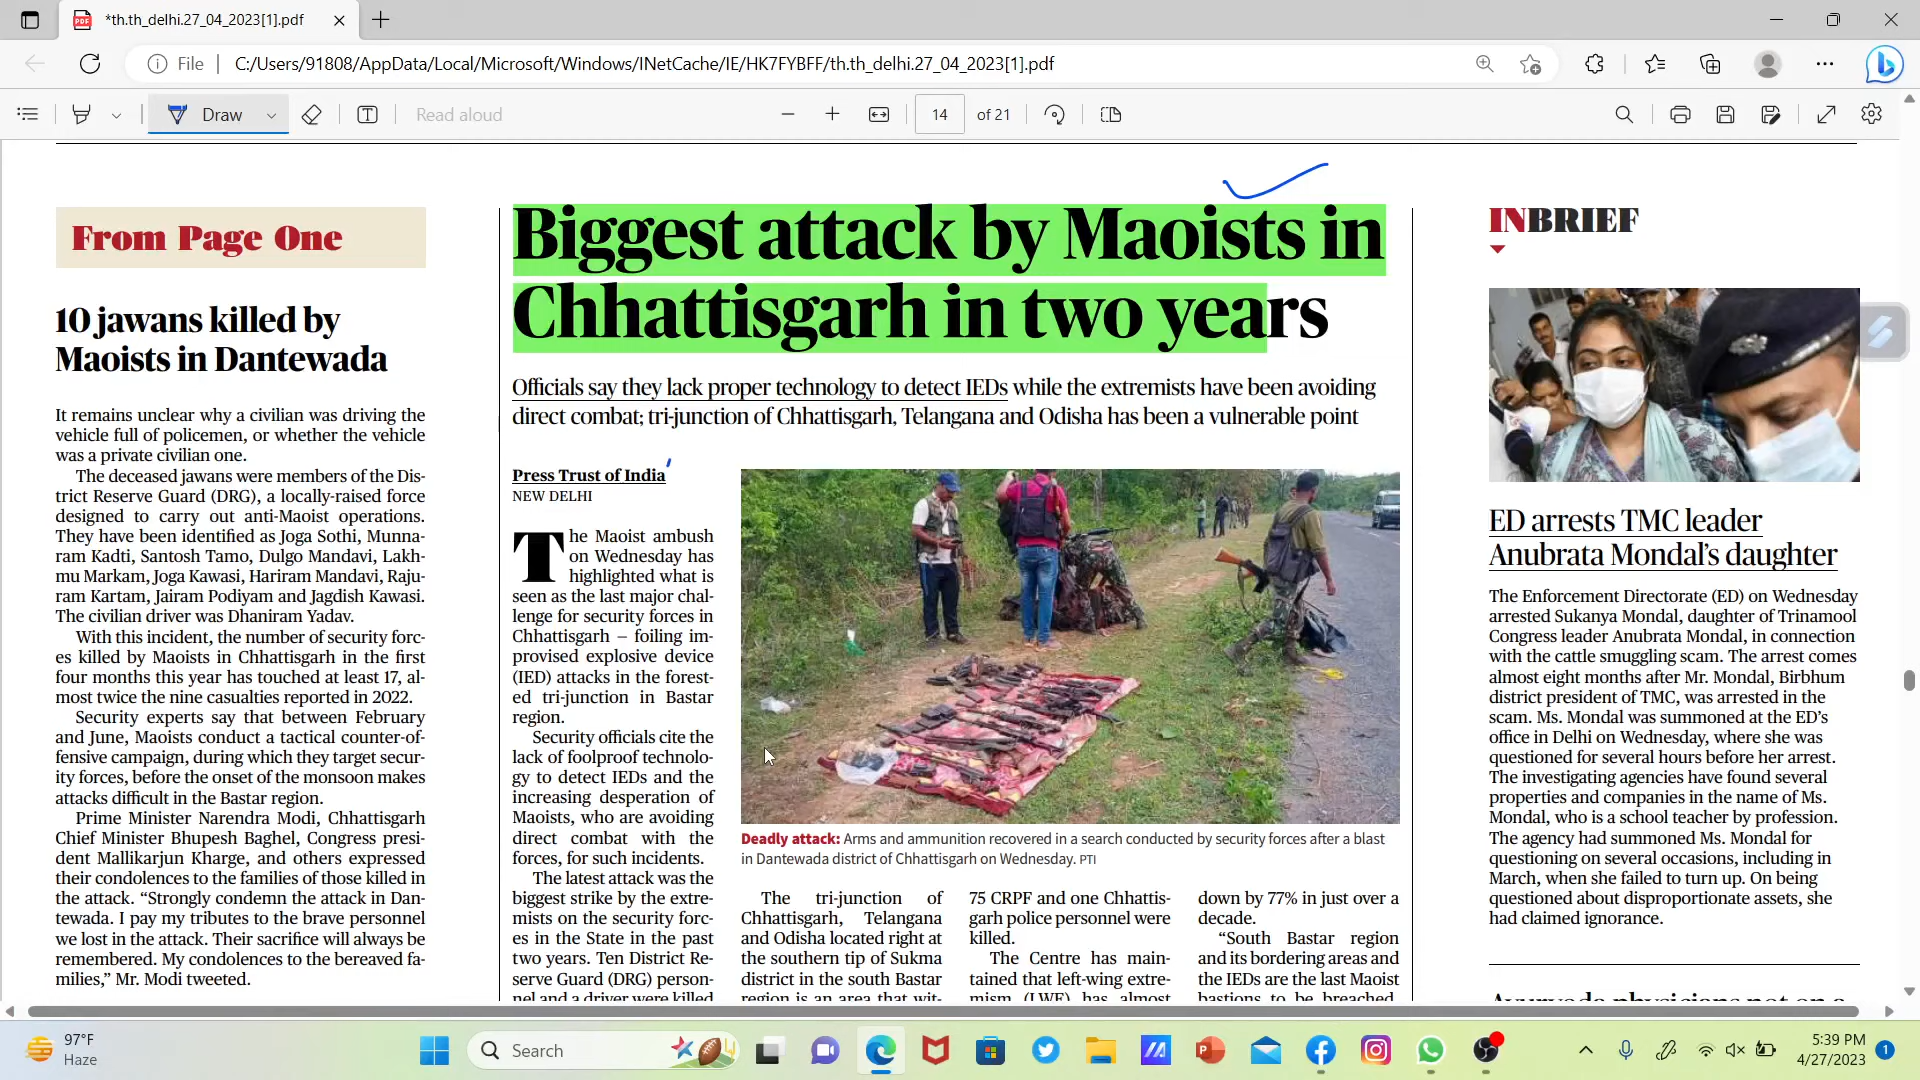 *th.th_delhi.27_04_2023[1].pdf
File
C:/Users/91808/AppData/Local/Microsoft/Windows/INetCache/IE/HK7FYBFF/th.th_delhi.27_04_2023[1].pdf
Draw
Read aloud
14
of 21
From Page One
10 jawans killed by
Maoists in Dantewada
It remains unclear why a civilian was driving the
vehicle full of policemen, or whether the vehicle
was a private civilian one.
The deceased jawans were members of the Dis-
trict Reserve Guard (DRG), a locally-raised force
designed to carry out anti-Maoist operations.
They have been identified as Joga Sothi, Munna-
ram Kadti, Santosh Tamo, Dulgo Mandavi, Lakh-
mu Markam, Joga Kawasi, Hariram Mandavi, Raju-
ram Kartam, Jairam Podiyam and Jagdish Kawasi.
The civilian driver was Dhaniram Yadav.
With this incident, the number of security forc-
es killed by Maoists in Chhattisgarh in the first
four months this year has touched at least 17, al-
most twice the nine casualties reported in 2022.
Security experts say that between February
and June, Maoists conduct a tactical counter-of-
fensive campaign, during which they target secur-
ity forces, before the onset of the monsoon makes
attacks difficult in the Bastar region.
Prime Minister Narendra Modi, Chhattisgarh
Chief Minister Bhupesh Baghel, Congress presi-
dent Mallikarjun Kharge, and others expressed
their condolences to the families of those killed in
the attack. “Strongly condemn the attack in Dan-
tewada. I pay my tributes to the brave personnel
we lost in the attack. Their sacrifice will always be
remembered. My condolences to the bereaved fa-
milies,” Mr. Modi tweeted.
Biggest attack by Maoists in
Chhattisgarh in two years
Officials say they lack proper technology to detect IEDs while the extremists have been avoiding
direct combat; tri-junction of Chhattisgarh, Telangana and Odisha has been a vulnerable point
Press Trust of India
NEW DELHI
The Maoist ambush
on Wednesday has
highlighted what is
seen as the last major chal-
lenge for security forces in
Chhattisgarh – foiling im-
provised explosive device
(IED) attacks in the forest-
ed tri-junction in Bastar
region.
Security officials cite the
lack of foolproof technolo-
gy to detect IEDs and the
increasing desperation of
Maoists, who are avoiding
direct combat with the
forces, for such incidents.
The latest attack was the
biggest strike by the extre-
mists on the security forc-
es in the State in the past
two years. Ten District Re-
serve Guard (DRG) person-
nel and a driver were killed
Deadly attack: Arms and ammunition recovered in a search conducted by security forces after a blast
in Dantewada district of Chhattisgarh on Wednesday. PTI
The tri-junction of
Chhattisgarh, Telangana
and Odisha located right at
the southern tip of Sukma
district in the south Bastar
region is an area that wit-
75 CRPF and one Chhattis-
garh police personnel were
killed.
The Centre has main-
tained that left-wing extre-
mism (LWE) has almost
down by 77% in just over a
decade.
“South Bastar region
and its bordering areas and
the IEDs are the last Maoist
bastions to be breached.
INBRIEF
ED arrests TMC leader
Anubrata Mondal’s daughter
The Enforcement Directorate (ED) on Wednesday
arrested Sukanya Mondal, daughter of Trinamool
Congress leader Anubrata Mondal, in connection
with the cattle smuggling scam. The arrest comes
almost eight months after Mr. Mondal, Birbhum
district president of TMC, was arrested in the
scam. Ms. Mondal was summoned at the ED’s
office in Delhi on Wednesday, where she was
questioned for several hours before her arrest.
The investigating agencies have found several
properties and companies in the name of Ms.
Mondal, who is a school teacher by profession.
The agency had summoned Ms. Mondal for
questioning on several occasions, including in
March, when she failed to turn up. On being
questioned about disproportionate assets, she
had claimed ignorance.
Ayurveda physicians not on a
97°F
Haze
Search
5:39 PM
4/27/2023
1